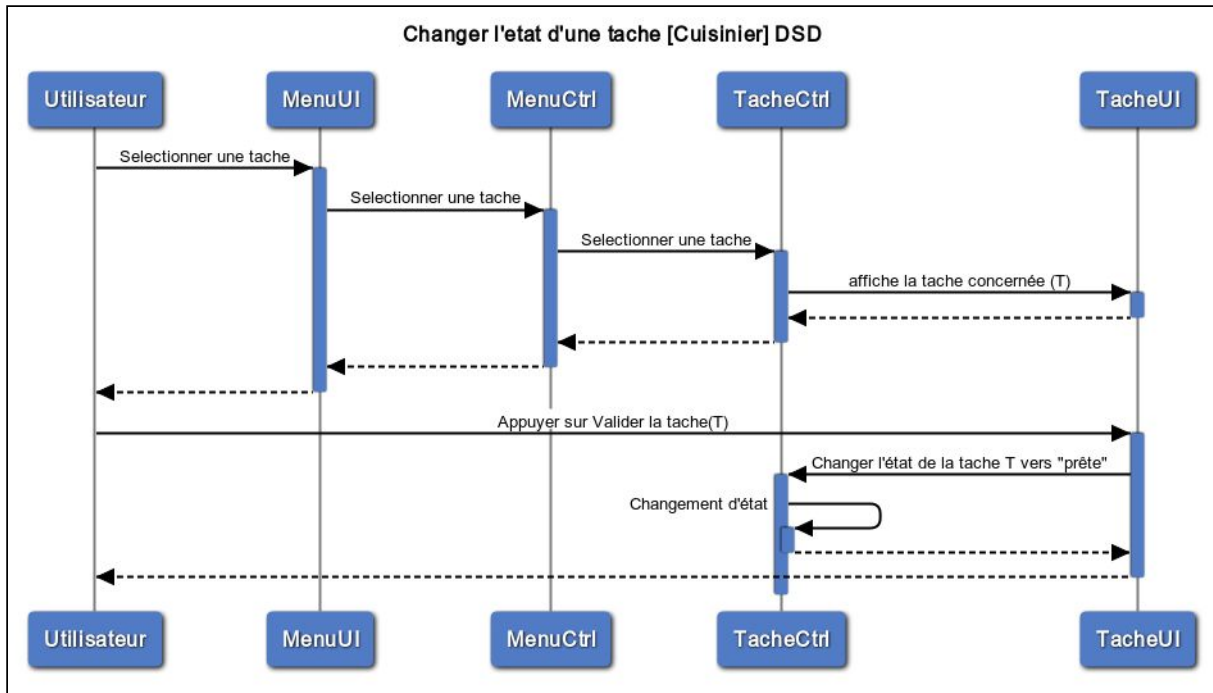 Changer l'etat d'une tache [Cuisinier] DSD
Utilisateur
MenuUI
MenuCtrl
TacheCtrl
TacheUI
Selectionner une tache
Selectionner une tache
Selectionner une tache
affiche la tache concernée (T)
Appuyer sur Valider la tache(T)
Changer l'état de la tache T vers "prête"
Changement d'état
Utilisateur
MenuUI
MenuCtrl
TacheCtrl
TacheUI